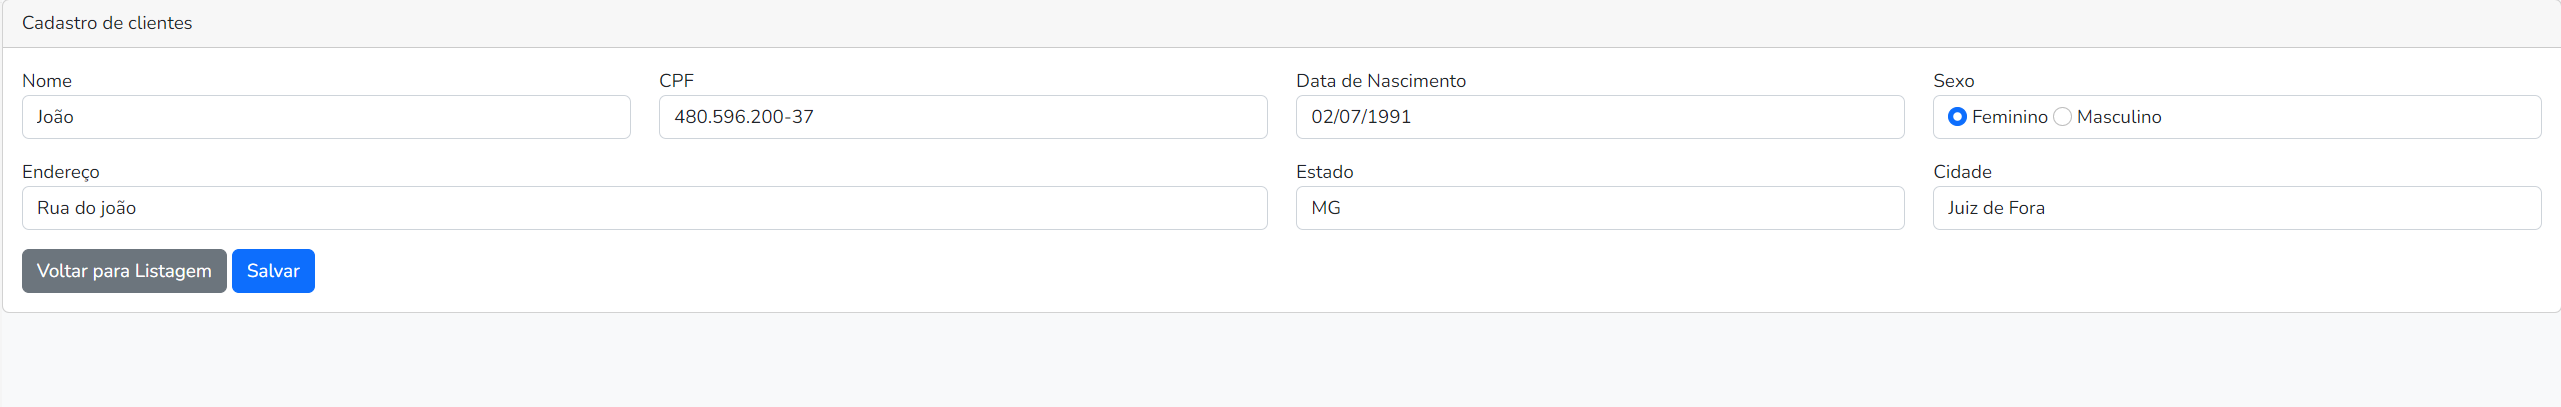 Cadastro de clientes
Nome CPF Data de Nascimento Sexo
João 480.596.200-37 02/07/1991 Feminino Masculino
Endereço Estado Cidade
Rua do joão MG Juiz de Fora
Voltar para Listagem Salvar